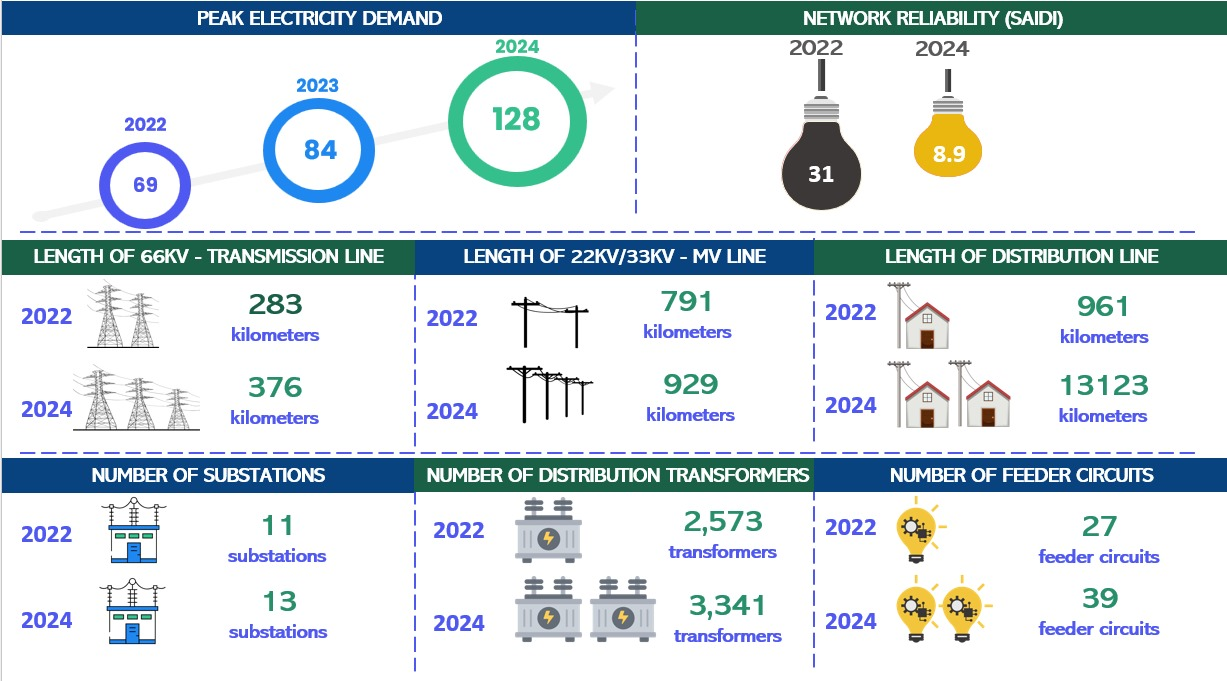 PEAK ELECTRICITY DEMAND
2022
69
2023
84
2024
128
NETWORK RELIABILITY (SAIDI)
2022
31
2024
8.9
LENGTH OF 66KV - TRANSMISSION LINE
2022
283
kilometers
2024
376
kilometers
LENGTH OF 22KV/33KV - MV LINE
2022
791
kilometers
2024
929
kilometers
LENGTH OF DISTRIBUTION LINE
2022
961
kilometers
2024
13123
kilometers
NUMBER OF SUBSTATIONS
2022
11
substations
2024
13
substations
NUMBER OF DISTRIBUTION TRANSFORMERS
2022
2,573
transformers
2024
3,341
transformers
NUMBER OF FEEDER CIRCUITS
2022
27
feeder circuits
2024
39
feeder circuits